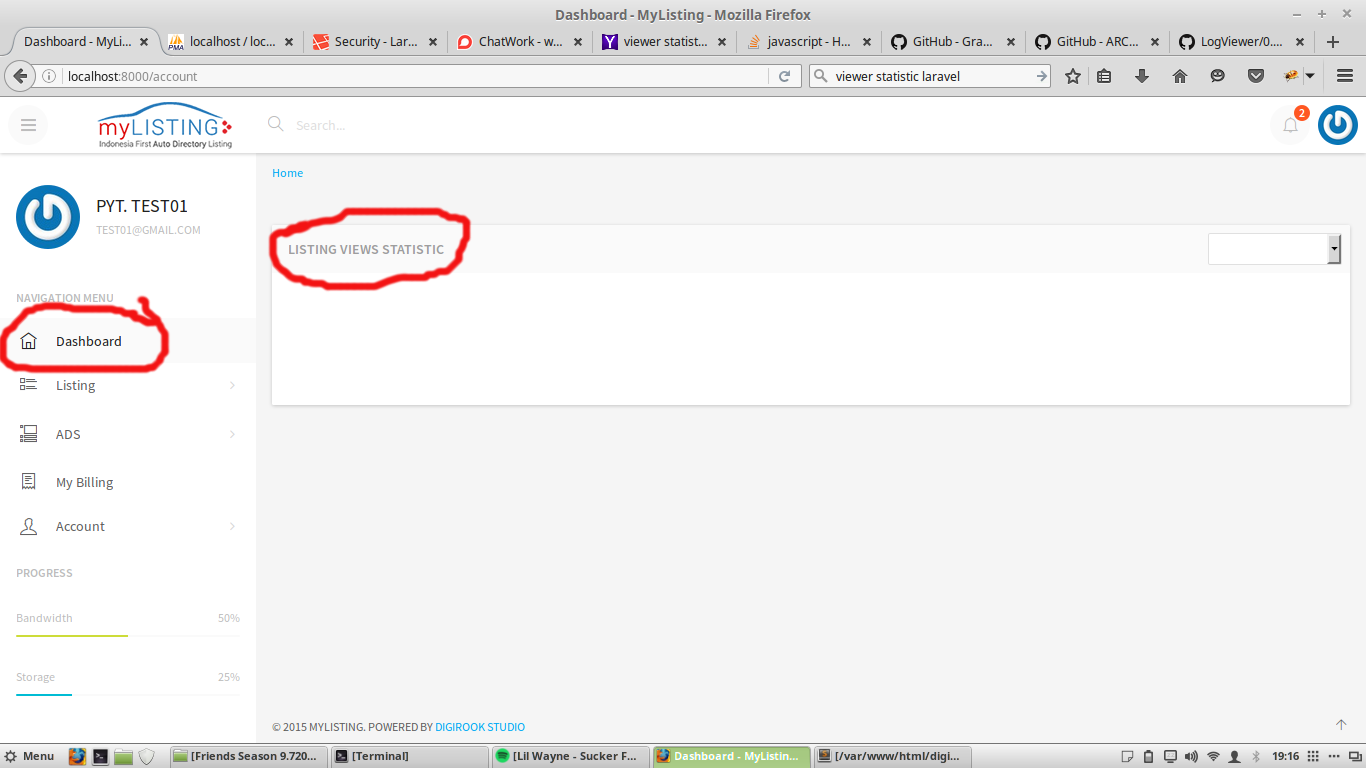 Dashboard - MyListing - Mozilla Firefox
Dashboard - MyLi...
localhost / loc...
Security - Lar...
ChatWork - w...
viewer statist...
javascript - H...
GitHub - Gra...
GitHub - ARC...
LogViewer/0....
localhost:8000/account
viewer statistic laravel
myLISTING
Indonesia First Auto Directory Listing
Search...
2
PYT. TEST01
TEST01@GMAIL.COM
Home
LISTING VIEWS STATISTIC
NAVIGATION MENU
Dashboard
Listing
ADS
My Billing
Account
PROGRESS
Bandwidth 50%
Storage 25%
© 2015 MYLISTING. POWERED BY DIGIROOK STUDIO
Menu
[Friends Season 9.720...
[Terminal]
[Lil Wayne - Sucker F...
Dashboard - MyListin...
[/var/www/html/digi...
19:16